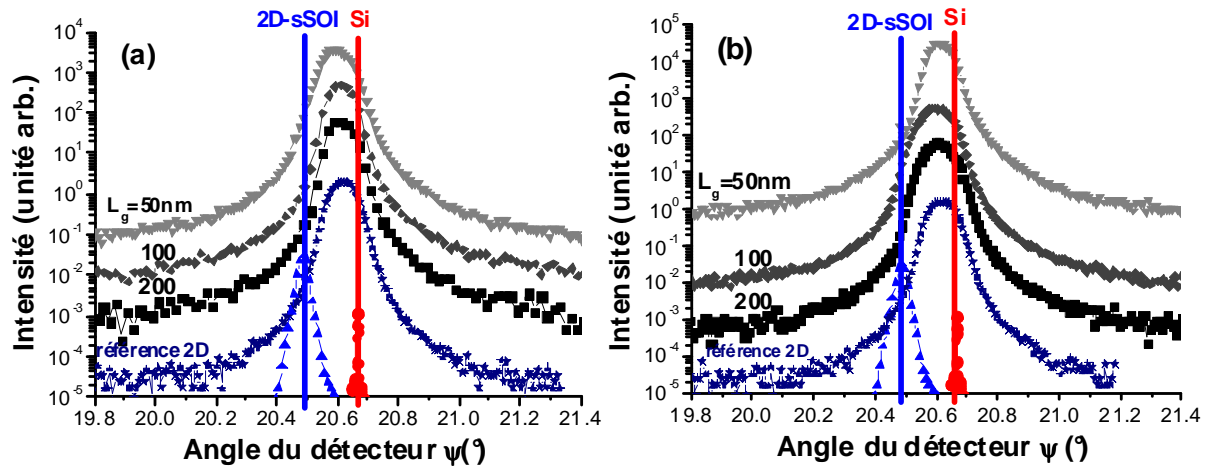 2D-sSOI Si
(a)
10^5
10^4
10^3
10^2
10^1
10^0
10^-1
10^-2
10^-3
10^-4
10^-5
Intensité (unité arb.)
L_g=50nm
100
200
référence 2D
19.8 20.0 20.2 20.4 20.6 20.8 21.0 21.2 21.4
Angle du détecteur ψ(°)
2D-sSOI Si
(b)
10^5
10^4
10^3
10^2
10^1
10^0
10^-1
10^-2
10^-3
10^-4
10^-5
Intensité (unité arb.)
L_g=50nm
100
200
référence 2D
19.8 20.0 20.2 20.4 20.6 20.8 21.0 21.2 21.4
Angle du détecteur ψ (°)